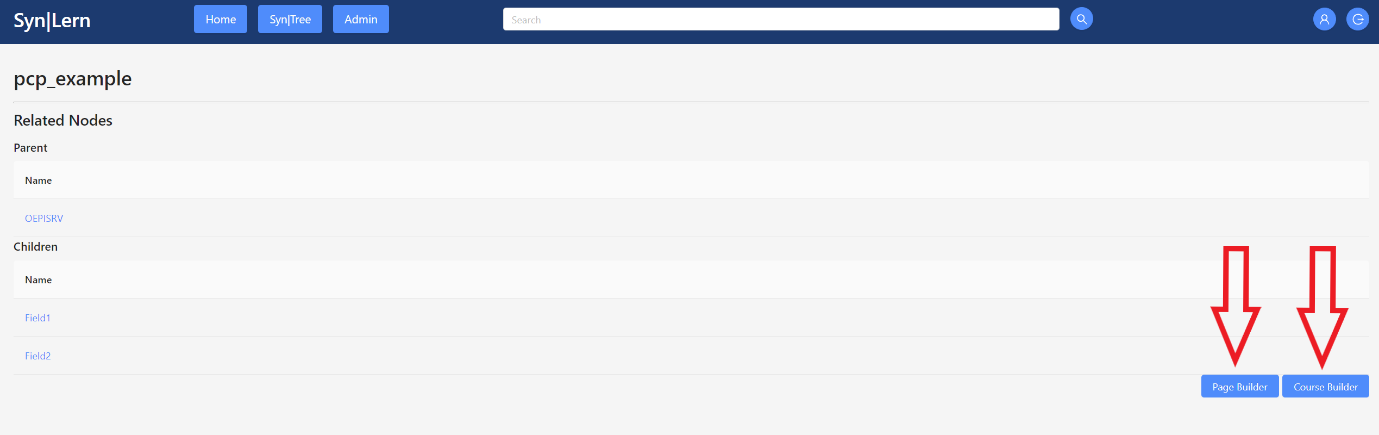 Syn|Lern Home Syn|Tree Admin Search
pcp_example
Related Nodes
Parent
Name
OEPISRV
Children
Name
Field1
Field2
Page Builder Course Builder